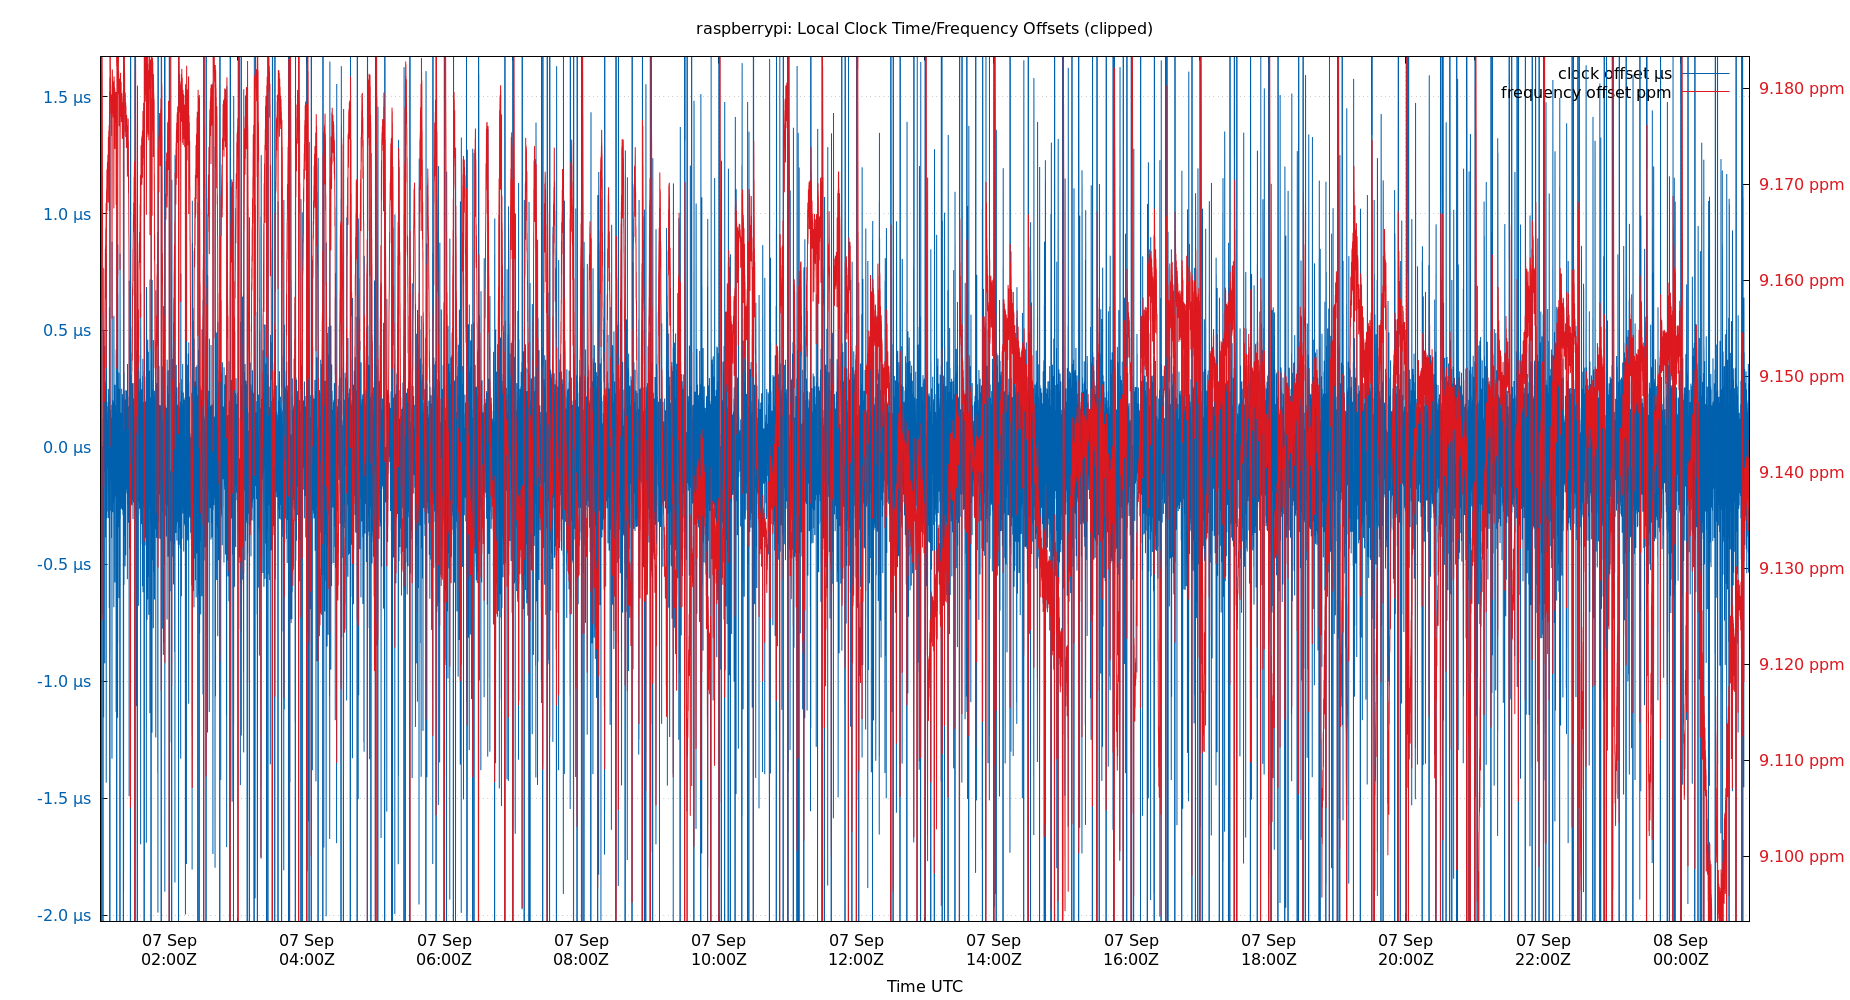 raspberrypi: Local Clock Time/Frequency Offsets (clipped)
clock offset µs
frequency offset ppm
1.5 µs
1.0 µs
0.5 µs
0.0 µs
-0.5 µs
-1.0 µs
-1.5 µs
-2.0 µs
9.180 ppm
9.170 ppm
9.160 ppm
9.150 ppm
9.140 ppm
9.130 ppm
9.120 ppm
9.110 ppm
9.100 ppm
07 Sep 07 Sep 07 Sep 07 Sep 07 Sep 07 Sep 07 Sep 07 Sep 07 Sep 07 Sep 07 Sep 08 Sep
02:00Z 04:00Z 06:00Z 08:00Z 10:00Z 12:00Z 14:00Z 16:00Z 18:00Z 20:00Z 22:00Z 00:00Z
Time UTC